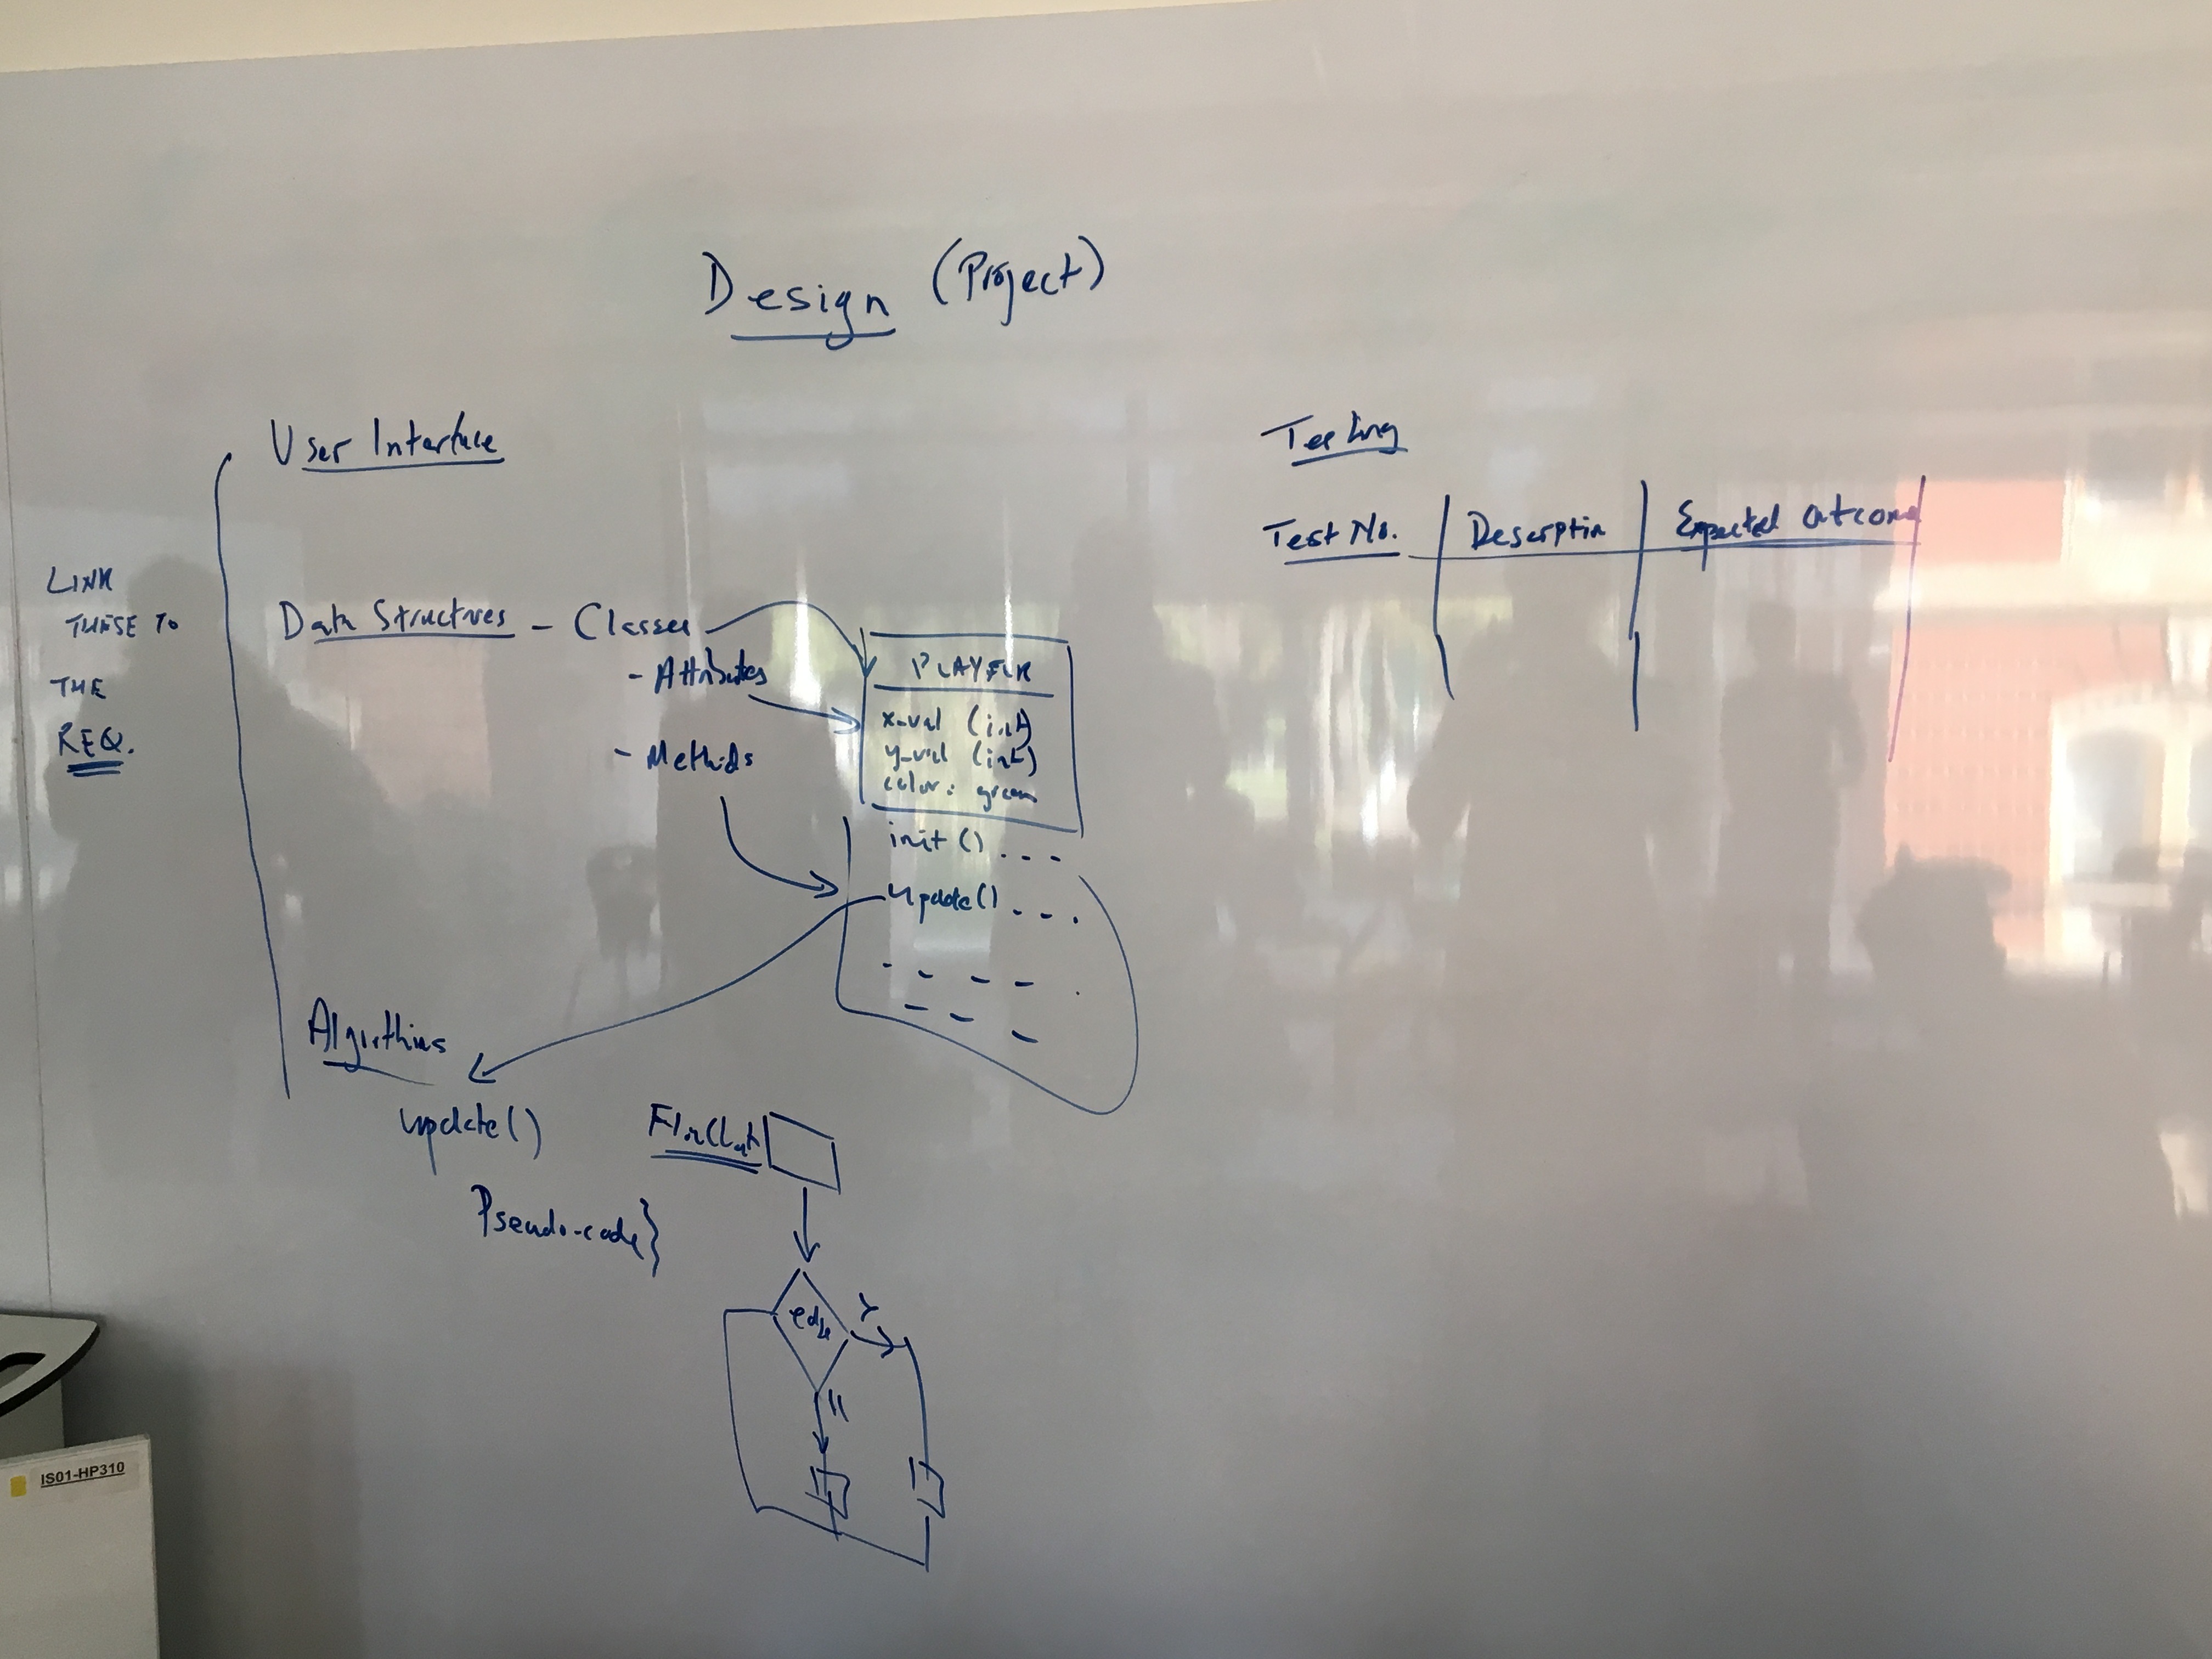 Design (Project)
User Interface
LINK
THESE TO
THE
REQ.
Data Structures - Classes
- Attributes
- Methods
PLAYER
x-val (int)
y-val (int)
color: green
init() ...
update() ...
Algorithms
update()
Pseudo-code}
Flowchart
edge
Y
N
Testing
Test No. | Description | Expected Outcome
IS01-HP310